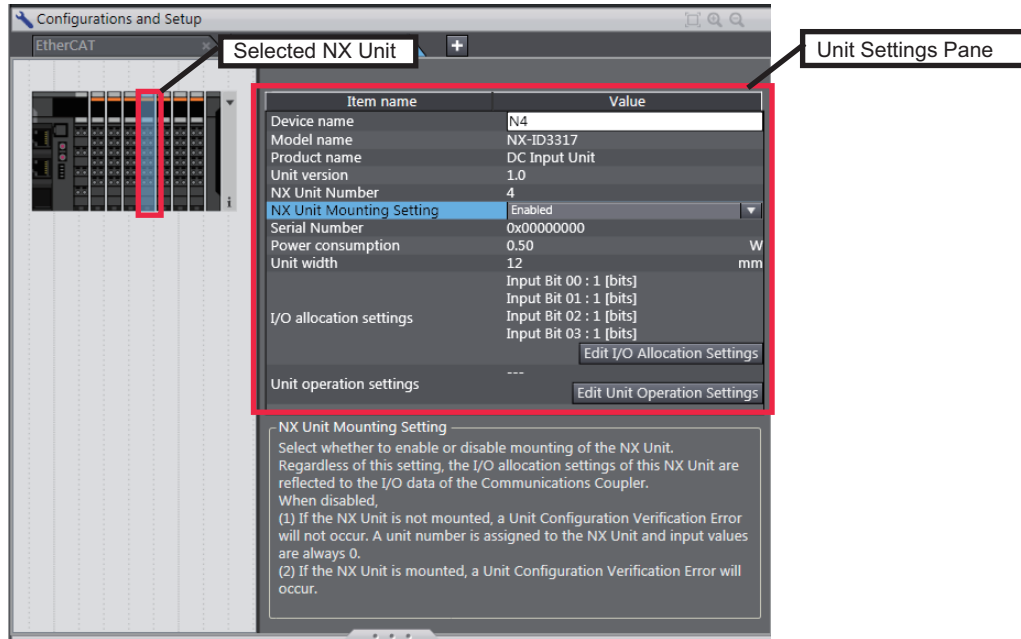 Configurations and Setup
EtherCAT
Selected NX Unit
Unit Settings Pane
Item name Value
Device name N4
Model name NX-ID3317
Product name DC Input Unit
Unit version 1.0
NX Unit Number 4
NX Unit Mounting Setting Enabled
Serial Number 0x00000000
Power consumption 0.50 W
Unit width 12 mm
I/O allocation settings
Input Bit 00 : 1 [bits]
Input Bit 01 : 1 [bits]
Input Bit 02 : 1 [bits]
Input Bit 03 : 1 [bits]
Edit I/O Allocation Settings
Unit operation settings
---
Edit Unit Operation Settings
NX Unit Mounting Setting
Select whether to enable or disable mounting of the NX Unit.
Regardless of this setting, the I/O allocation settings of this NX Unit are
reflected to the I/O data of the Communications Coupler.
When disabled,
(1) If the NX Unit is not mounted, a Unit Configuration Verification Error
will not occur. A unit number is assigned to the NX Unit and input values
are always 0.
(2) If the NX Unit is mounted, a Unit Configuration Verification Error will
occur.